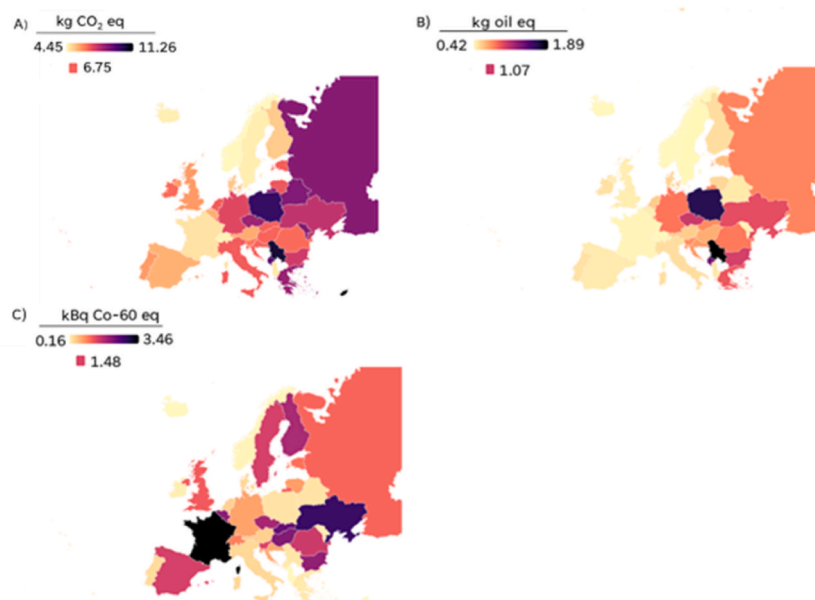 A)
kg CO₂ eq
4.45 11.26
6.75
B)
kg oil eq
0.42 1.89
1.07
C)
kBq Co-60 eq
0.16 3.46
1.48